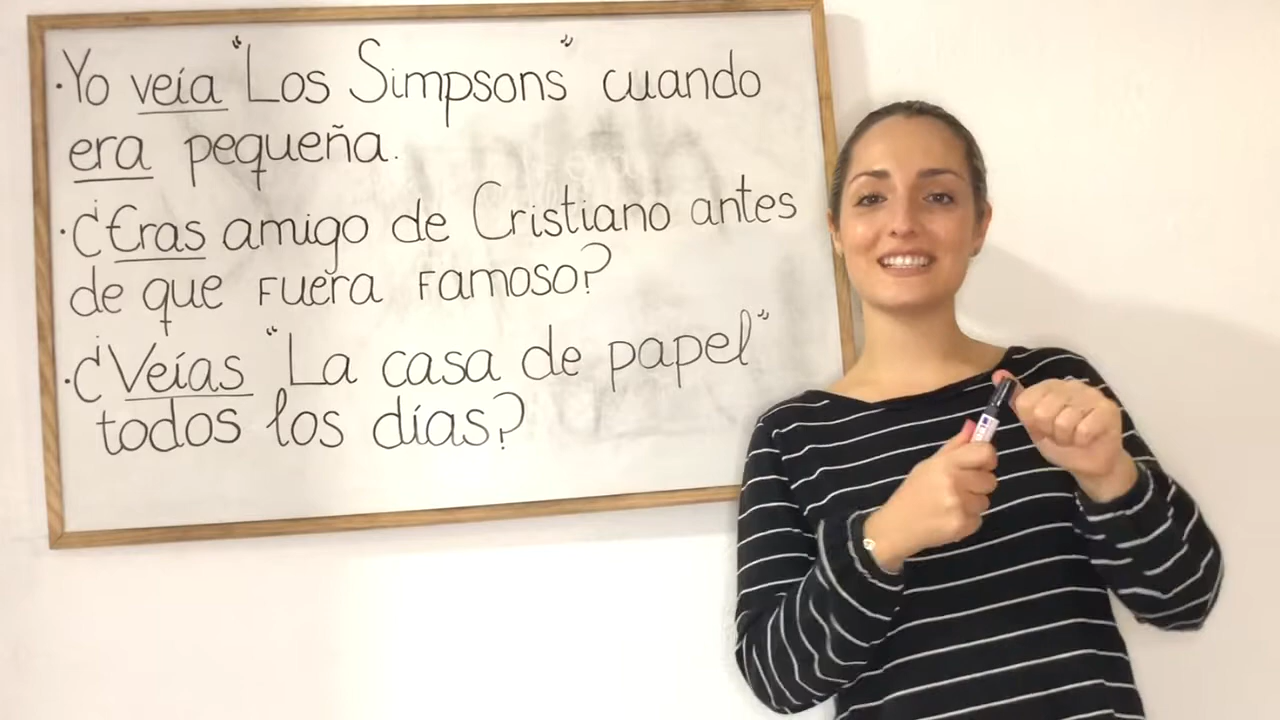 ·Yo veía "Los Simpsons" cuando
era pequeña.
·¿Eras amigo de Cristiano antes
de que fuera famoso?
·¿Veías "La casa de papel"
todos los días?